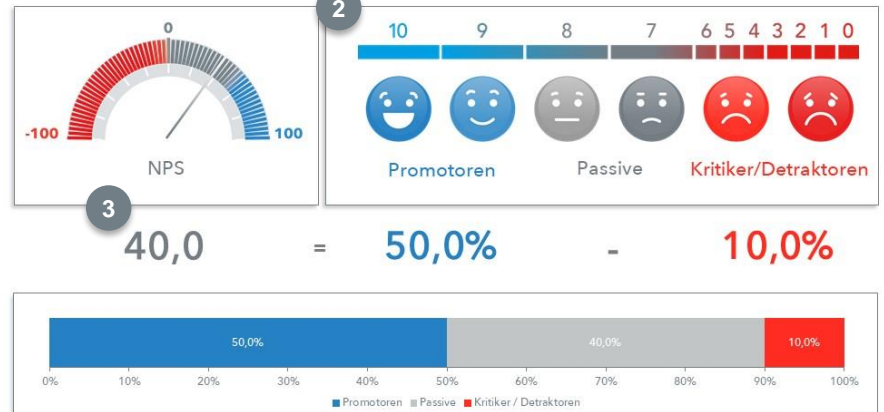 0
-100
100
NPS
2
10 9 8 7 6 5 4 3 2 1 0
Promotoren Passive Kritiker/Detraktoren
3
40,0 = 50,0% - 10,0%
50,0% 40,0% 10,0%
0% 10% 20% 30% 40% 50% 60% 70% 80% 90% 100%
Promotoren Passive Kritiker / Detraktoren